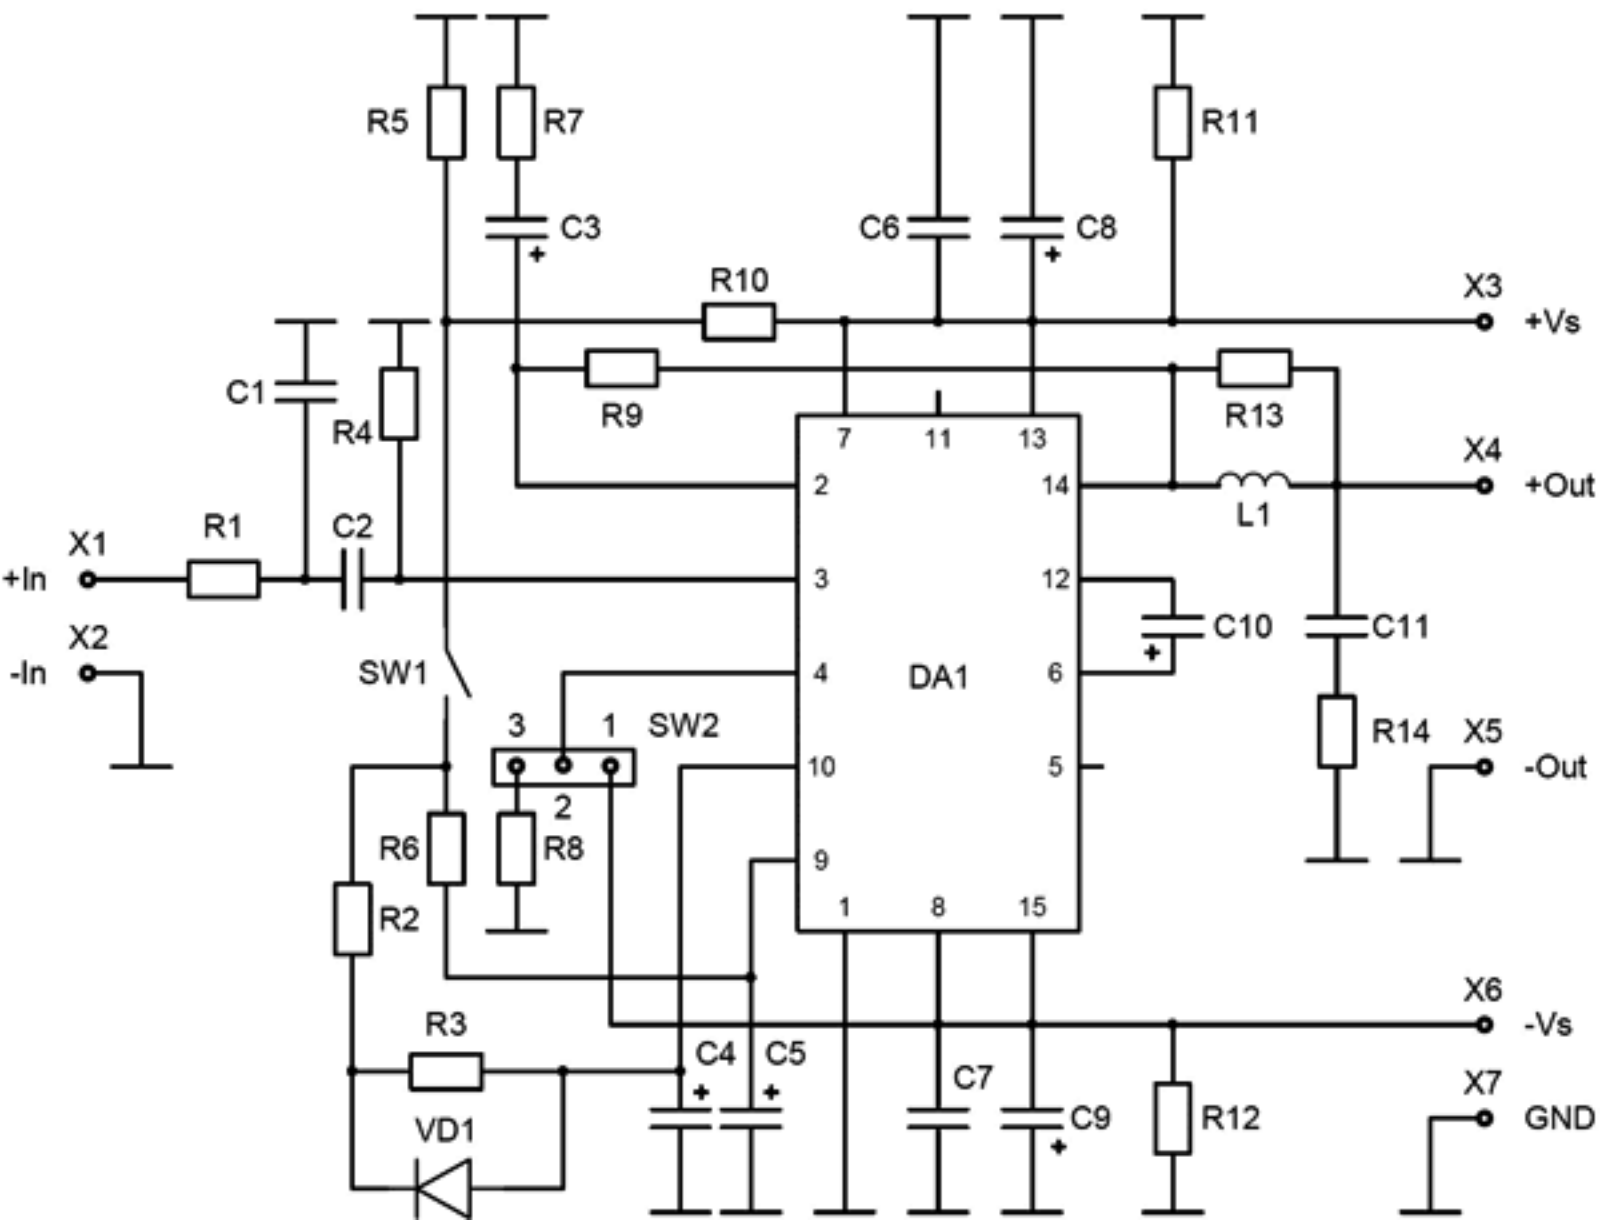 R5
R7
R11
C3
C6
C8
R10
X3
+Vs
C1
R4
R9
R13
7
11
13
X4
2
14
+Out
L1
R1
C2
X1
+In
3
12
X2
C10
C11
-In
SW1
4
DA1
6
3
1
SW2
R14
X5
10
5
-Out
2
R6
R8
9
R2
1
8
15
X6
R3
-Vs
C4
C5
C7
X7
VD1
C9
R12
GND